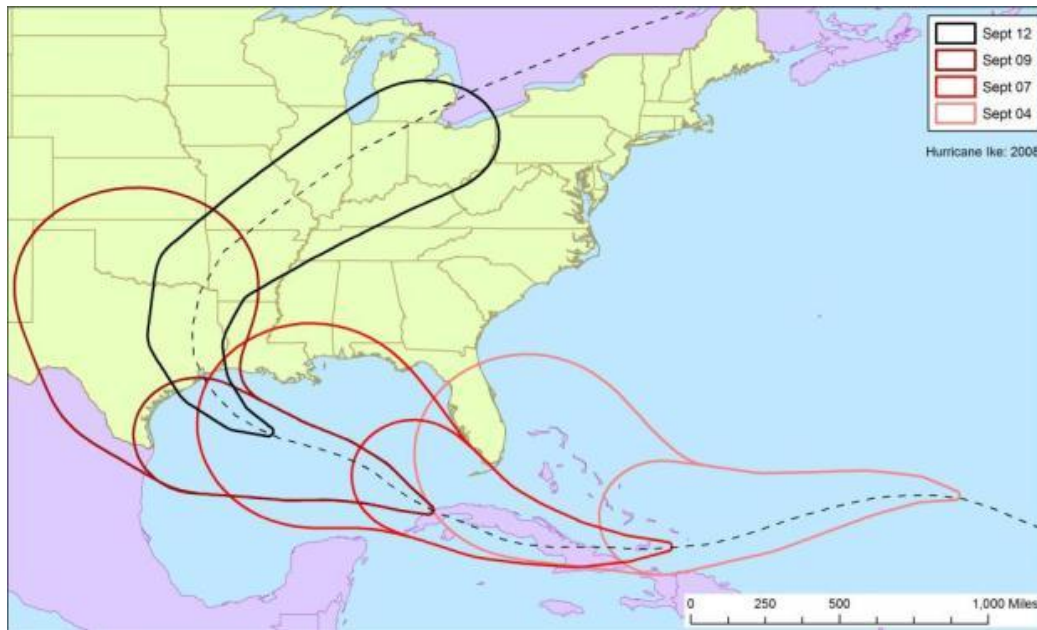 Sept 12
Sept 09
Sept 07
Sept 04
Hurricane Ike: 2008
0 250 500 1,000 Miles